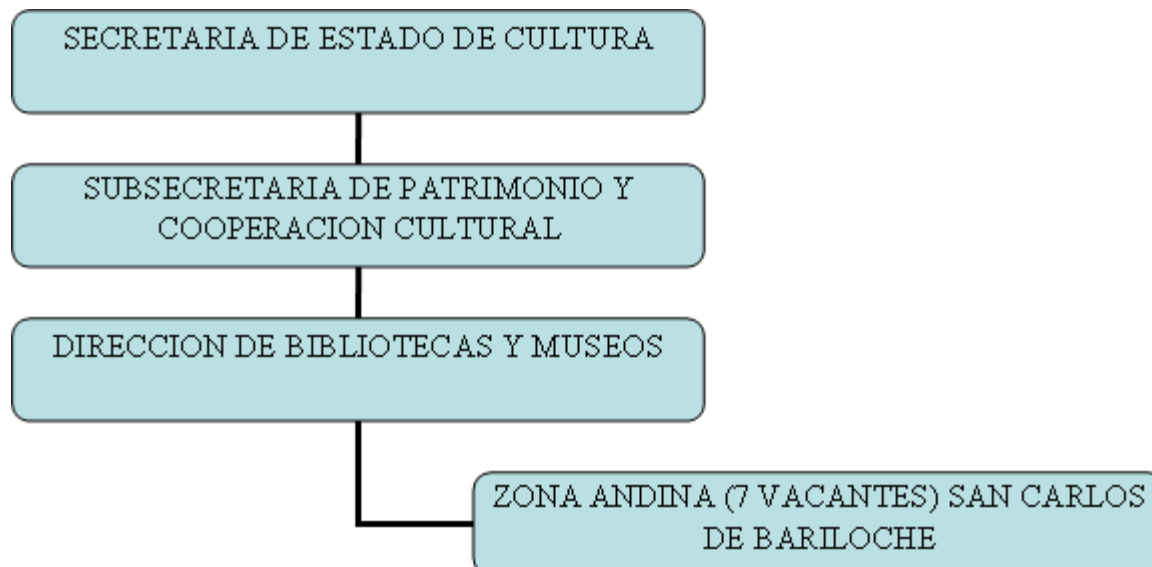 SECRETARIA DE ESTADO DE CULTURA
SUBSECRETARIA DE PATRIMONIO Y
COOPERACION CULTURAL
DIRECCION DE BIBLIOTECAS Y MUSEOS
ZONA ANDINA (7 VACANTES) SAN CARLOS
DE BARILOCHE